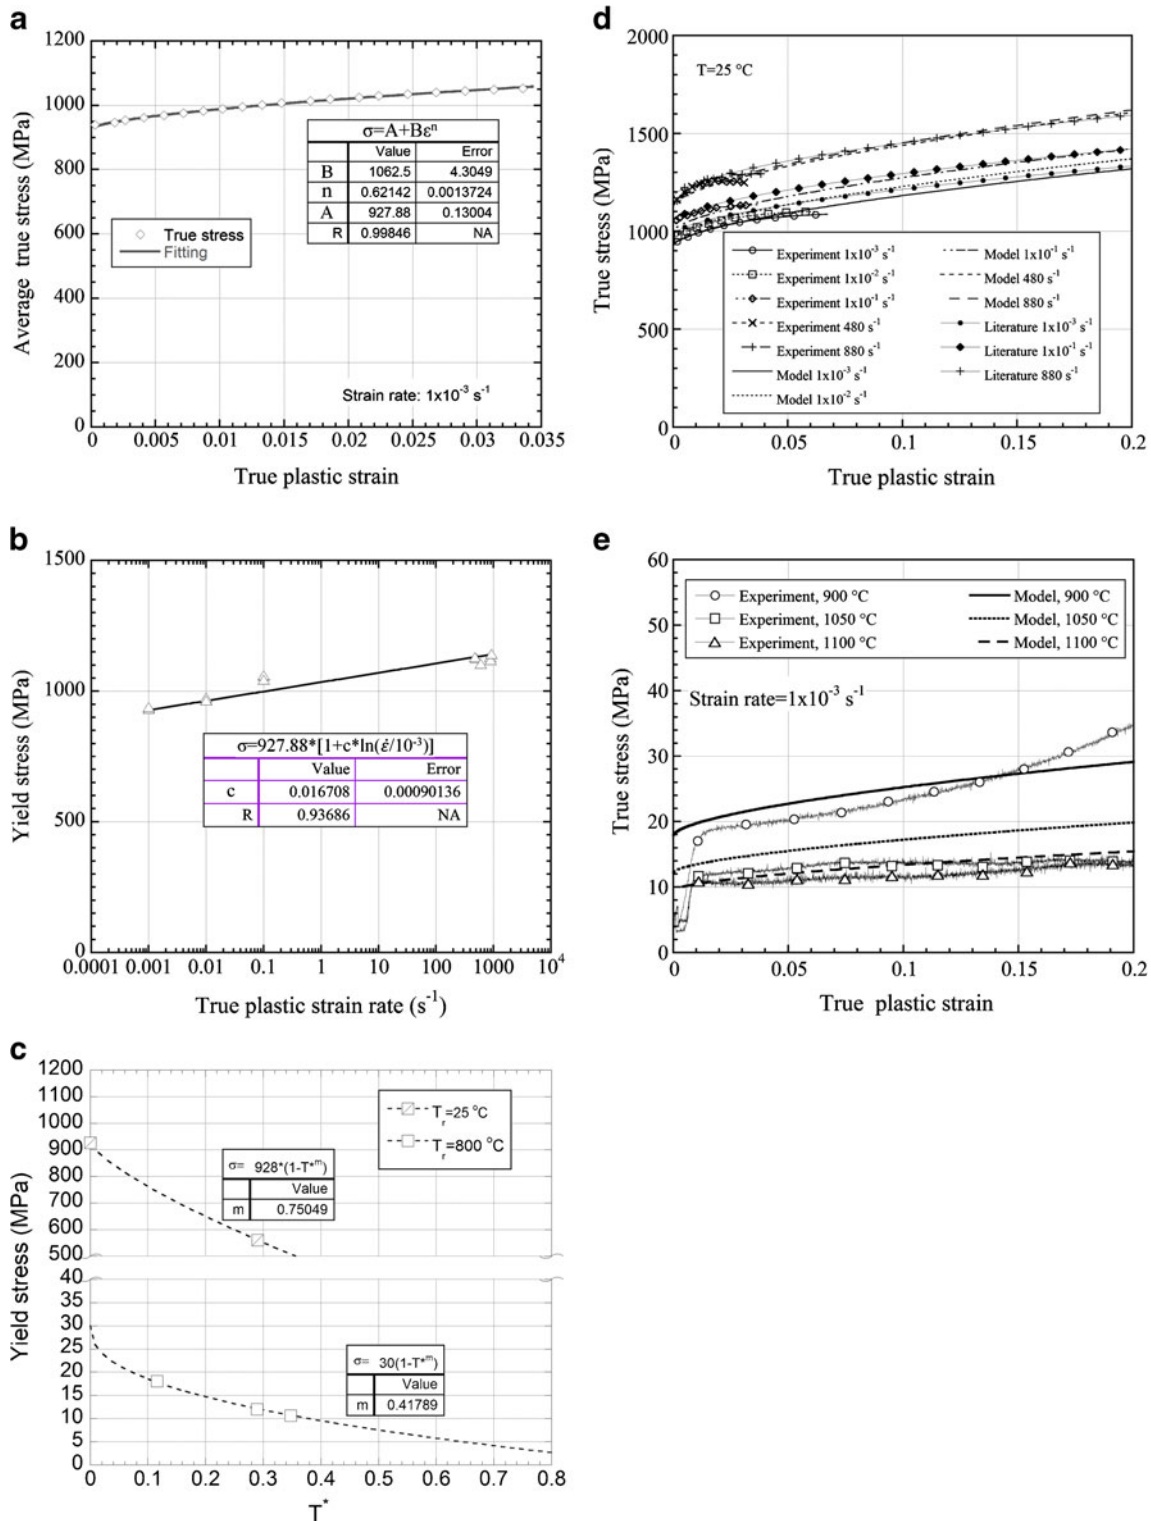 a
1200
1000
800
600
400
200
0
Average true stress (MPa)
σ=A+Bεⁿ
Value Error
B 1062.5 4.3049
n 0.62142 0.0013724
A 927.88 0.13004
R 0.99846 NA
True stress
Fitting
Strain rate: 1x10⁻³ s⁻¹
0 0.005 0.01 0.015 0.02 0.025 0.03 0.035
True plastic strain
b
1500
1000
500
0
Yield stress (MPa)
σ=927.88*[1+c*ln(ε̇/10⁻³)]
Value Error
c 0.016708 0.00090136
R 0.93686 NA
0.0001 0.001 0.01 0.1 1 10 100 1000 10⁴
True plastic strain rate (s⁻¹)
c
1200
1100
1000
900
800
700
600
500
40
35
30
25
20
15
10
5
0
Yield stress (MPa)
Tᵣ=25 °C
Tᵣ=800 °C
σ= 928*(1-T*ᵐ)
Value
m 0.75049
σ= 30(1-T*ᵐ)
Value
m 0.41789
0 0.1 0.2 0.3 0.4 0.5 0.6 0.7 0.8
T*
d
2000
1500
1000
500
0
True stress (MPa)
T=25 °C
Experiment 1x10⁻³ s⁻¹
Experiment 1x10⁻² s⁻¹
Experiment 1x10⁻¹ s⁻¹
Experiment 480 s⁻¹
Experiment 880 s⁻¹
Model 1x10⁻³ s⁻¹
Model 1x10⁻² s⁻¹
Model 1x10⁻¹ s⁻¹
Model 480 s⁻¹
Model 880 s⁻¹
Literature 1x10⁻³ s⁻¹
Literature 1x10⁻¹ s⁻¹
Literature 880 s⁻¹
0 0.05 0.1 0.15 0.2
True plastic strain
e
60
50
40
30
20
10
0
True stress (MPa)
Experiment, 900 °C
Experiment, 1050 °C
Experiment, 1100 °C
Model, 900 °C
Model, 1050 °C
Model, 1100 °C
Strain rate=1x10⁻³ s⁻¹
0 0.05 0.1 0.15 0.2
True plastic strain